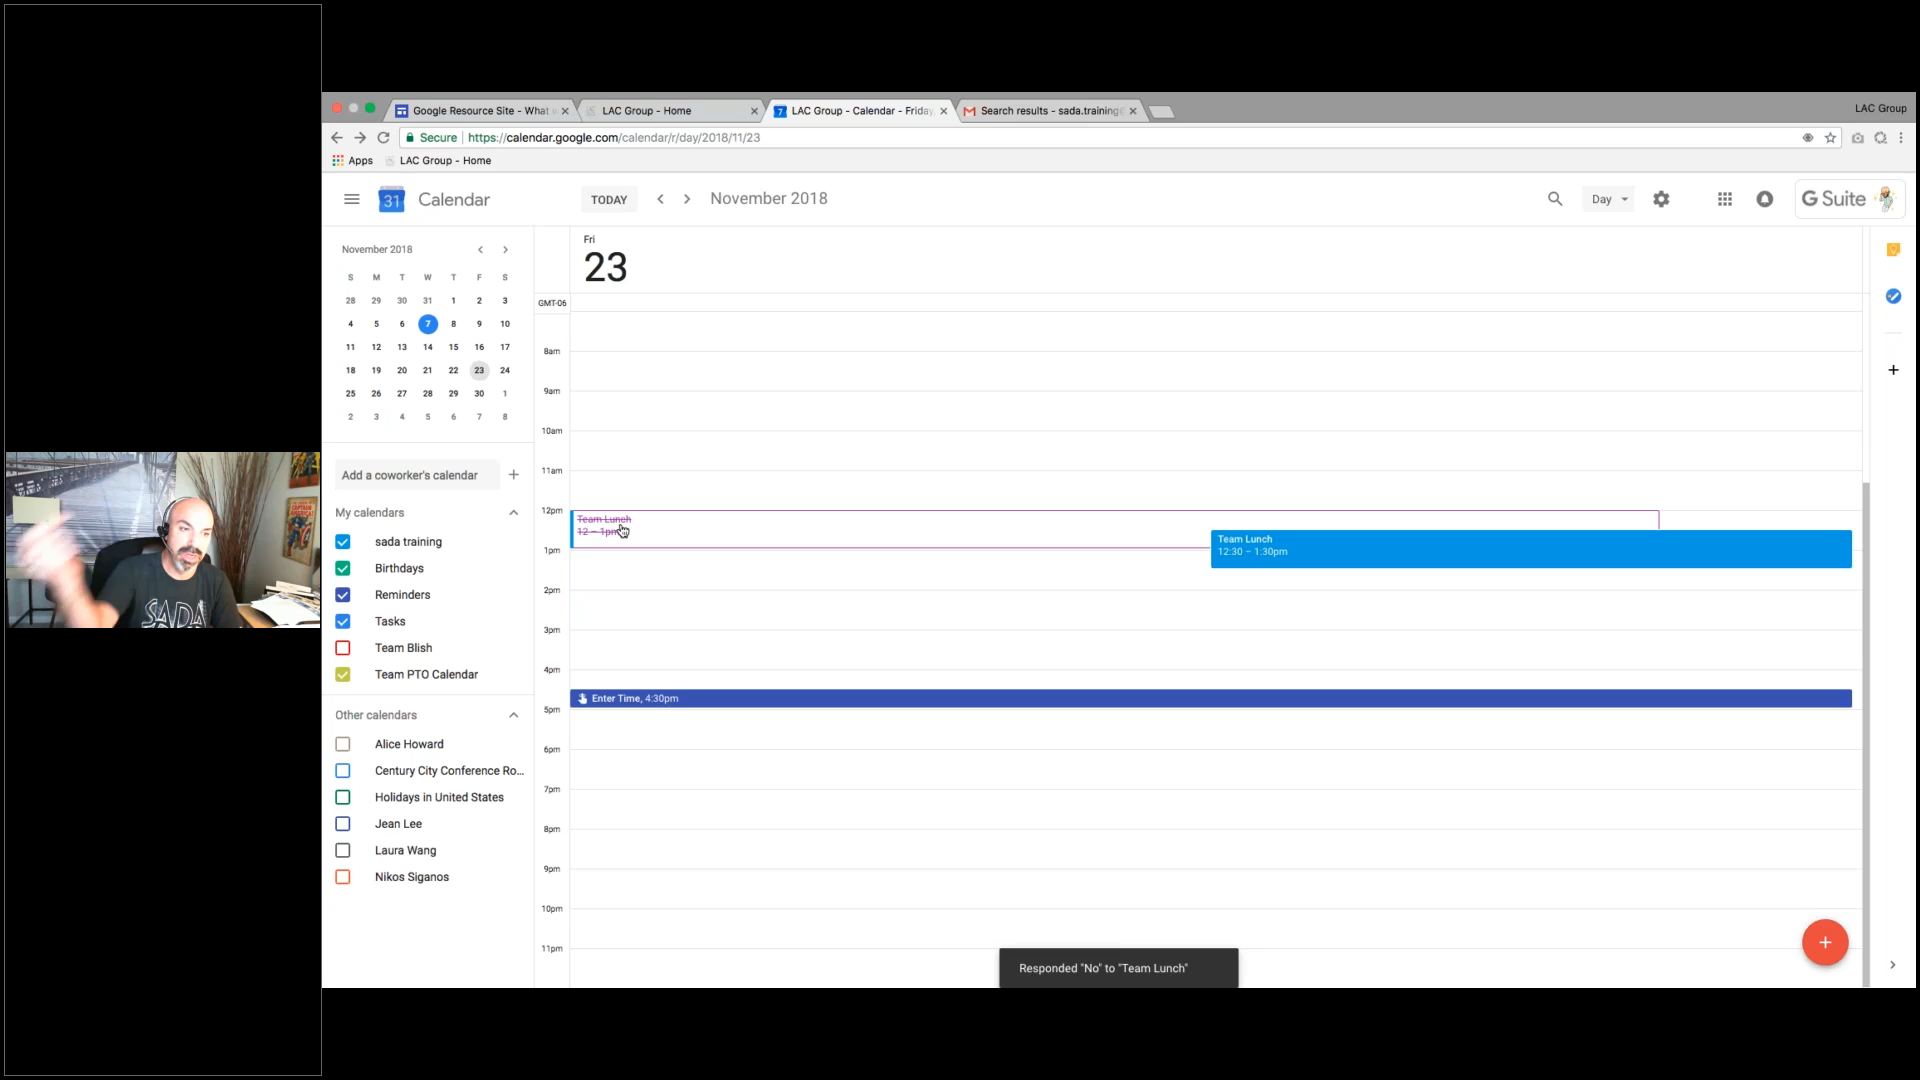 Google Resource Site - What
LAC Group - Home
LAC Group - Calendar - Friday,
Search results - sada.training@
LAC Group
Secure
https://calendar.google.com/calendar/r/day/2018/11/23
Apps
LAC Group - Home
31
Calendar
TODAY
November 2018
Day
G Suite
November 2018
S M T W T F S
28 29 30 31 1 2 3
4 5 6 7 8 9 10
11 12 13 14 15 16 17
18 19 20 21 22 23 24
25 26 27 28 29 30 1
2 3 4 5 6 7 8
Add a coworker's calendar
My calendars
sada training
Birthdays
Reminders
Tasks
Team Blish
Team PTO Calendar
Other calendars
Alice Howard
Century City Conference Ro...
Holidays in United States
Jean Lee
Laura Wang
Nikos Siganos
Fri
23
GMT-06
8am
9am
10am
11am
12pm
Team Lunch
12 – 1pm
Team Lunch
12:30 – 1:30pm
1pm
2pm
3pm
4pm
Enter Time, 4:30pm
5pm
6pm
7pm
8pm
9pm
10pm
11pm
Responded "No" to "Team Lunch"
SADA